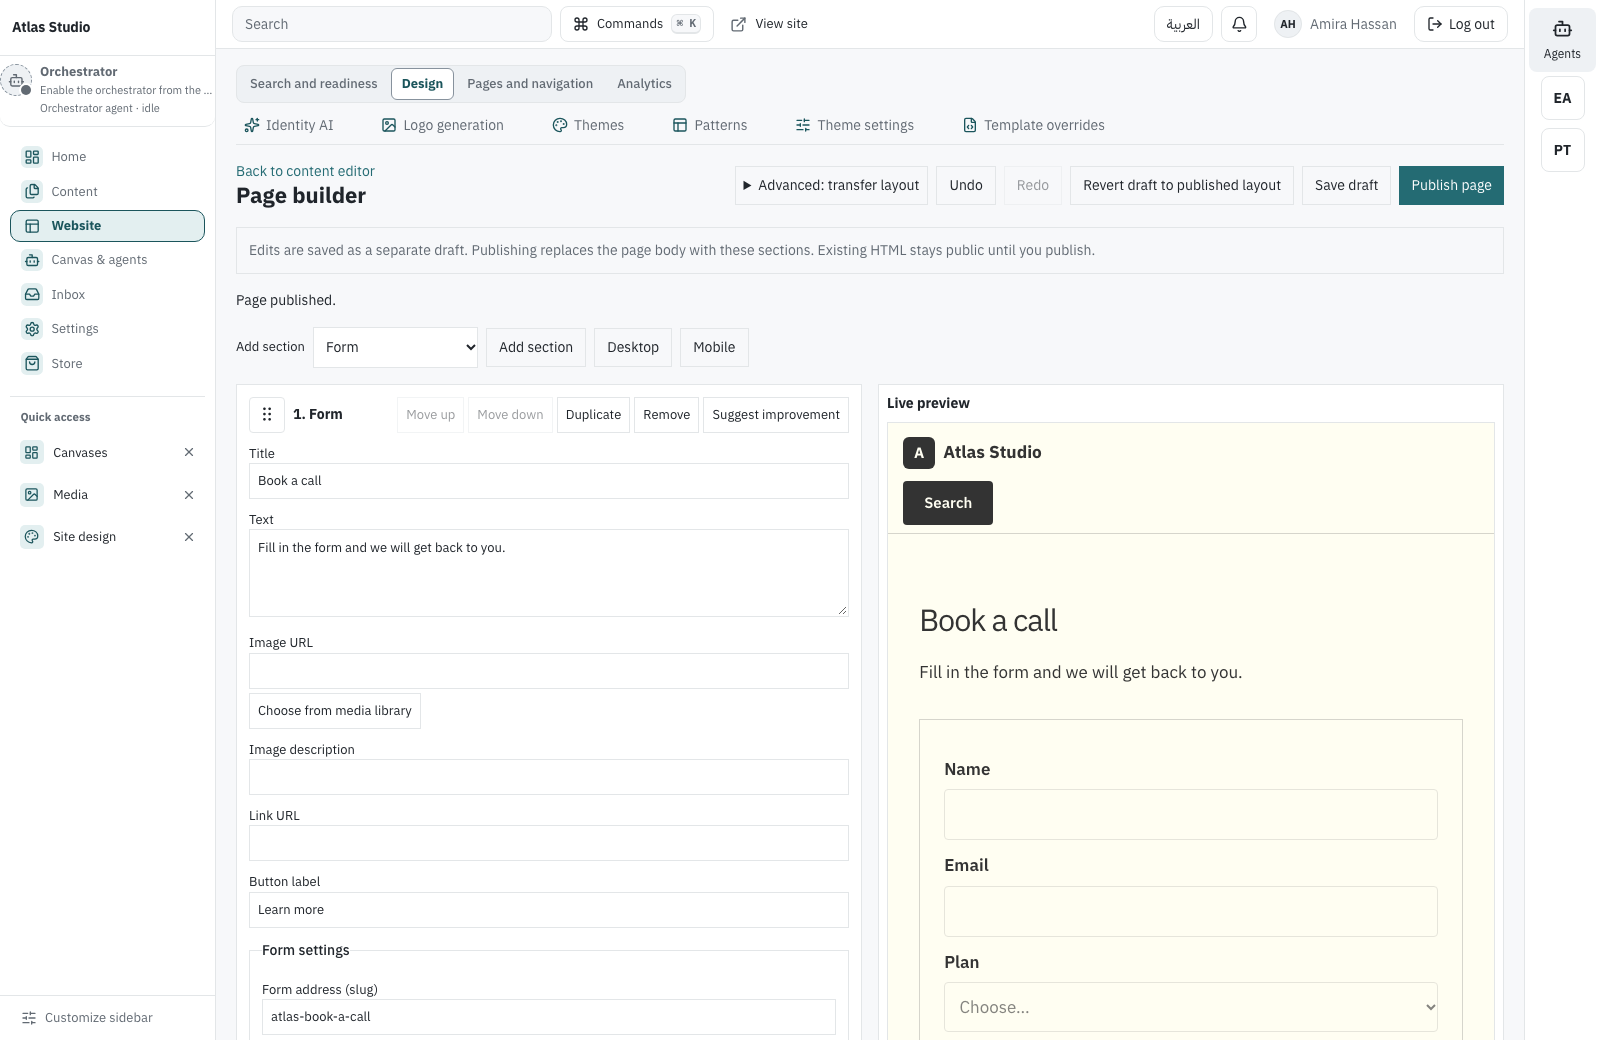 Atlas Studio
Orchestrator
Enable the orchestrator from the ...
Orchestrator agent · idle
Home
Content
Website
Canvas & agents
Inbox
Settings
Store
Quick access
Canvases
Media
Site design
Customize sidebar
Search
Commands ⌘ K
View site
العربية
AH Amira Hassan
Log out
Search and readiness
Design
Pages and navigation
Analytics
Identity AI
Logo generation
Themes
Patterns
Theme settings
Template overrides
Back to content editor
Page builder
Advanced: transfer layout
Undo
Redo
Revert draft to published layout
Save draft
Publish page
Edits are saved as a separate draft. Publishing replaces the page body with these sections. Existing HTML stays public until you publish.
Page published.
Add section
Form
Add section
Desktop
Mobile
1. Form
Move up
Move down
Duplicate
Remove
Suggest improvement
Title
Book a call
Text
Fill in the form and we will get back to you.
Image URL
Choose from media library
Image description
Link URL
Button label
Learn more
Form settings
Form address (slug)
atlas-book-a-call
Live preview
A Atlas Studio
Search
Book a call
Fill in the form and we will get back to you.
Name
Email
Plan
Choose...
Agents
EA
PT